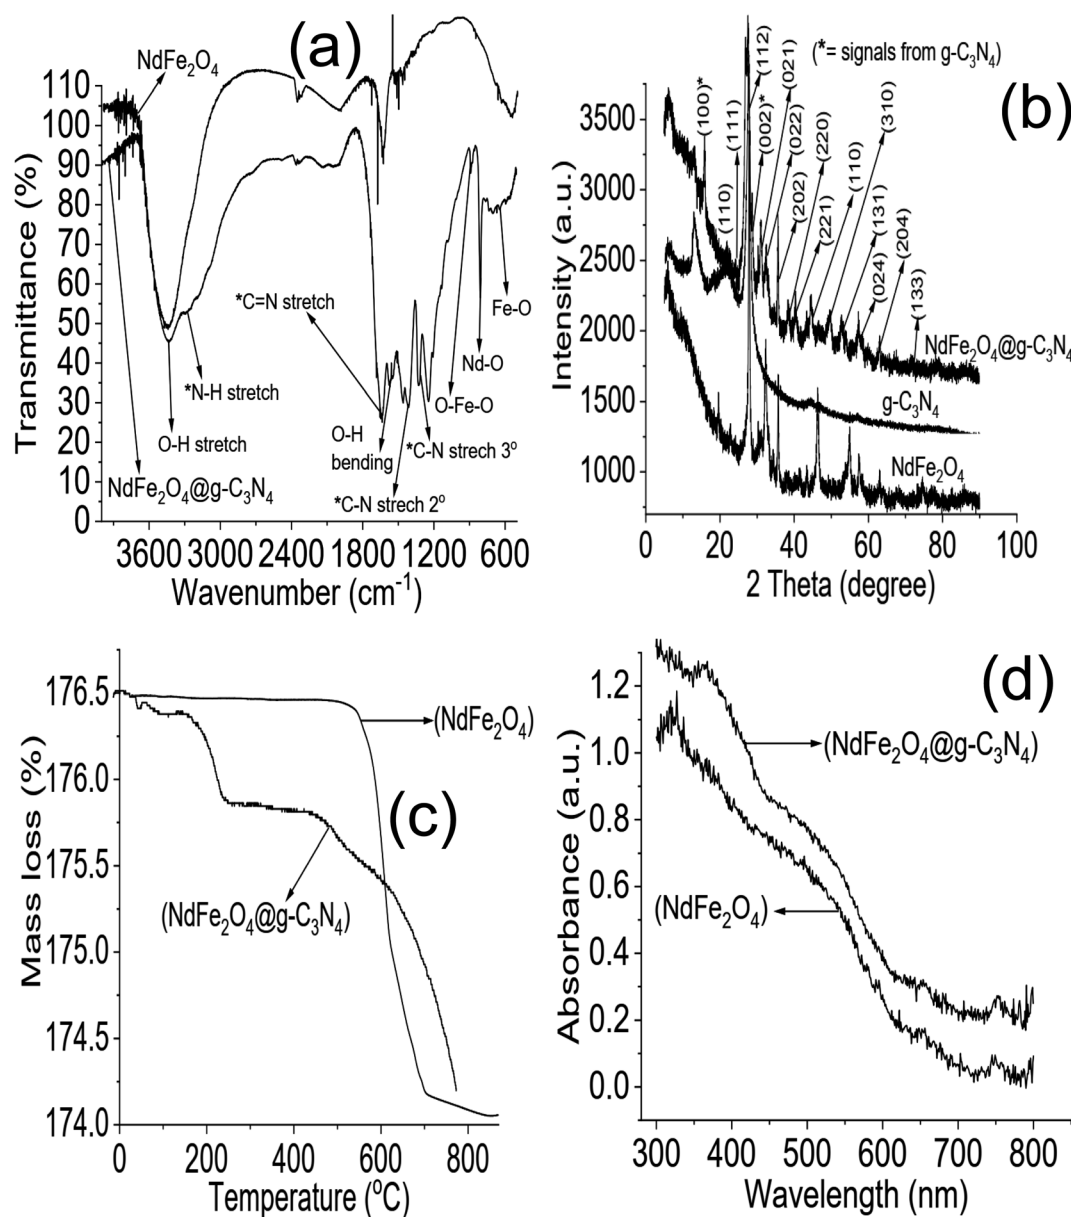 (a)
NdFe₂O₄
110
100
90
80
70
60
50
40
30
20
10
0
Transmittance (%)
*C=N stretch
Fe-O
Nd-O
*N-H stretch
O-Fe-O
O-H stretch
O-H
bending
*C-N strech 3º
NdFe₂O₄@g-C₃N₄
*C-N strech 2º
3600 3000 2400 1800 1200 600
Wavenumber (cm⁻¹)
(*= signals from g-C₃N₄)
(b)
3500
3000
2500
2000
1500
1000
Intensity (a.u.)
(100)*
(110)
(111)
(112)
(002)*
(021)
(022)
(202)
(220)
(221)
(110)
(310)
(131)
(024)
(204)
(133)
NdFe₂O₄@g-C₃N₄
g-C₃N₄
NdFe₂O₄
0 20 40 60 80 100
2 Theta (degree)
176.5
176.0
175.5
175.0
174.5
174.0
Mass loss (%)
(NdFe₂O₄)
(c)
(NdFe₂O₄@g-C₃N₄)
0 200 400 600 800
Temperature (ºC)
(d)
1.2
1.0
0.8
0.6
0.4
0.2
0.0
Absorbance (a.u.)
(NdFe₂O₄@g-C₃N₄)
(NdFe₂O₄)
300 400 500 600 700 800
Wavelength (nm)